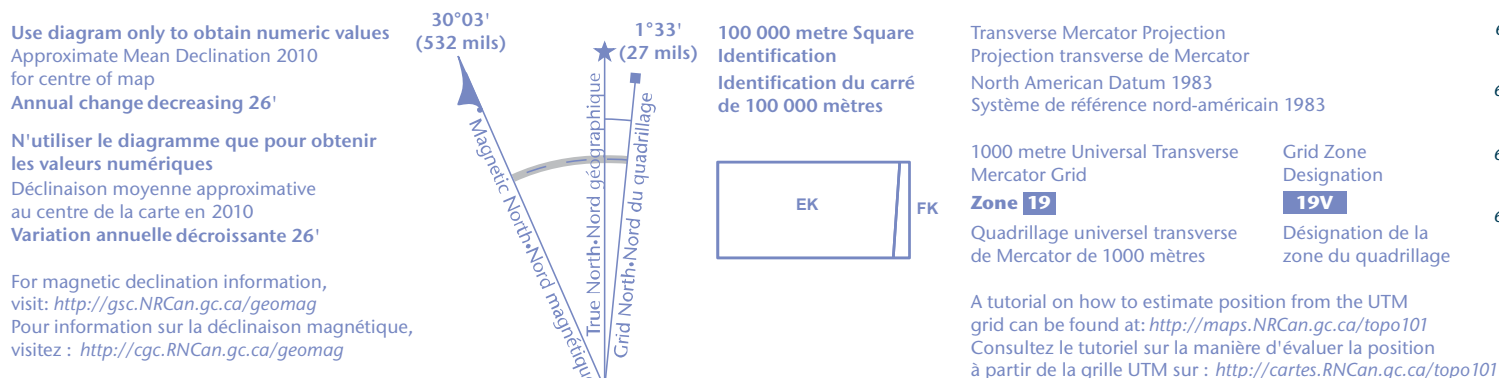 Use diagram only to obtain numeric values
Approximate Mean Declination 2010
for centre of map
Annual change decreasing 26'
N'utiliser le diagramme que pour obtenir
les valeurs numériques
Déclinaison moyenne approximative
au centre de la carte en 2010
Variation annuelle décroissante 26'
For magnetic declination information,
visit: http://gsc.NRCan.gc.ca/geomag
Pour information sur la déclinaison magnétique,
visitez : http://cgc.RNCan.gc.ca/geomag
30°03'
(532 mils)
1°33'
(27 mils)
Magnetic North•Nord magnétique
True North•Nord géographique
Grid North•Nord du quadrillage
100 000 metre Square
Identification
Identification du carré
de 100 000 mètres
EK
FK
Transverse Mercator Projection
Projection transverse de Mercator
North American Datum 1983
Système de référence nord-américain 1983
1000 metre Universal Transverse
Mercator Grid
Zone 19
Quadrillage universel transverse
de Mercator de 1000 mètres
Grid Zone
Designation
19V
Désignation de la
zone du quadrillage
A tutorial on how to estimate position from the UTM
grid can be found at: http://maps.NRCan.gc.ca/topo101
Consultez le tutoriel sur la manière d'évaluer la position
à partir de la grille UTM sur : http://cartes.RNCan.gc.ca/topo101